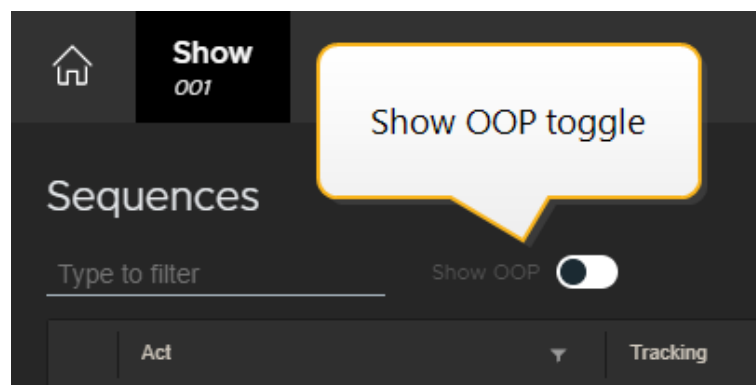 Show
001
Show OOP toggle
Sequences
Type to filter
Show OOP
Act
Tracking